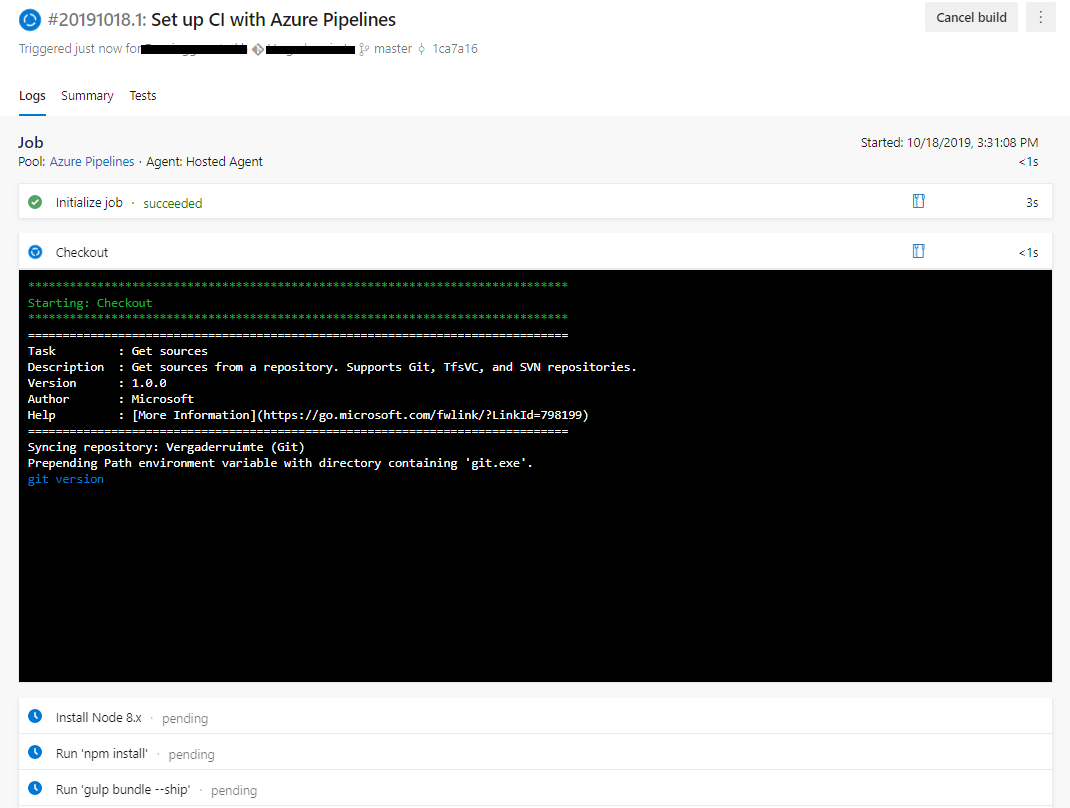 #20191018.1: Set up CI with Azure Pipelines
Cancel build
Triggered just now for master 1ca7a16
Logs Summary Tests
Job
Started: 10/18/2019, 3:31:08 PM
Pool: Azure Pipelines · Agent: Hosted Agent
<1s
Initialize job · succeeded
3s
Checkout
<1s
******************************************************************************
Starting: Checkout
******************************************************************************
==============================================================================
Task : Get sources
Description : Get sources from a repository. Supports Git, TfsVC, and SVN repositories.
Version : 1.0.0
Author : Microsoft
Help : [More Information](https://go.microsoft.com/fwlink/?LinkId=798199)
==============================================================================
Syncing repository: Vergaderruimte (Git)
Prepending Path environment variable with directory containing 'git.exe'.
git version
Install Node 8.x · pending
Run 'npm install' · pending
Run 'gulp bundle --ship' · pending